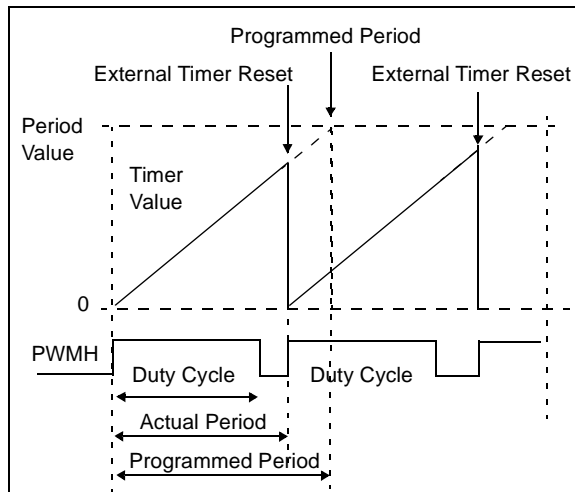 Programmed Period
External Timer Reset
External Timer Reset
Period
Value
Timer
Value
0
PWMH
Duty Cycle
Duty Cycle
Actual Period
Programmed Period